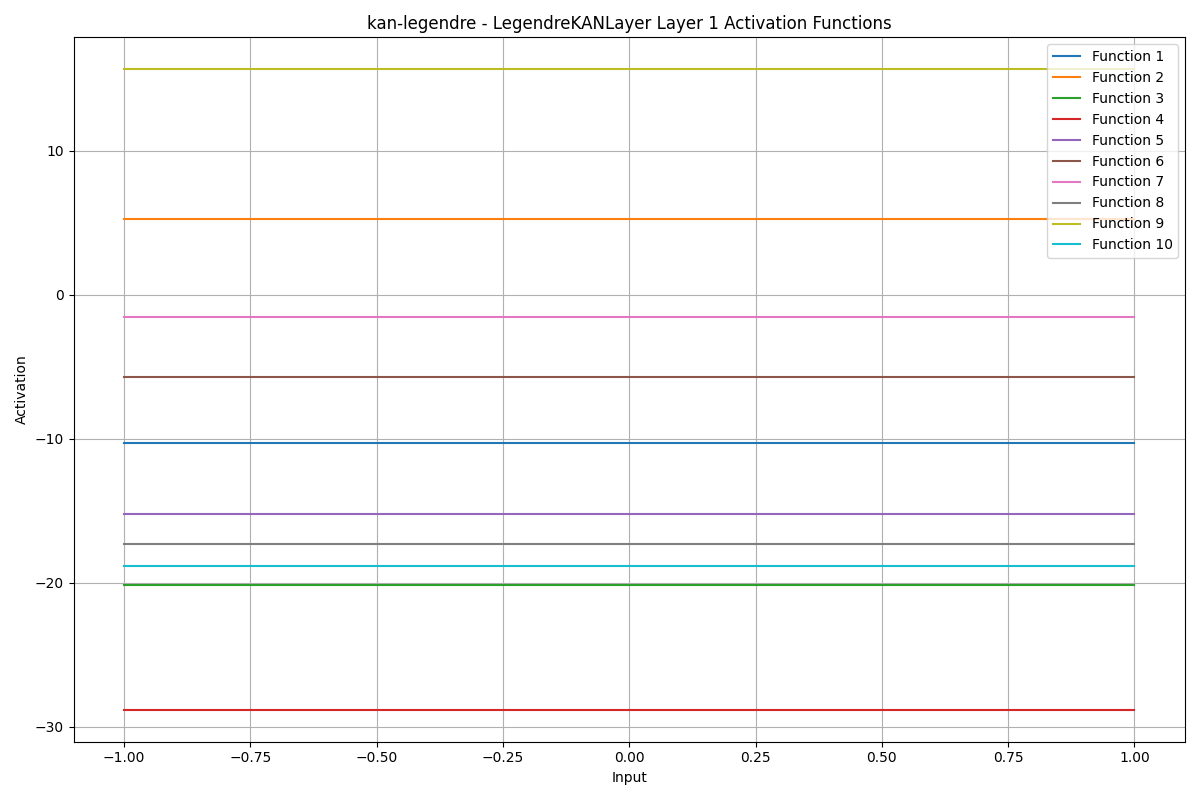 kan-legendre - LegendreKANLayer Layer 1 Activation Functions
Function 1
Function 2
Function 3
Function 4
Function 5
Function 6
Function 7
Function 8
Function 9
Function 10
Activation
10
0
−10
−20
−30
−1.00 −0.75 −0.50 −0.25 0.00 0.25 0.50 0.75 1.00
Input